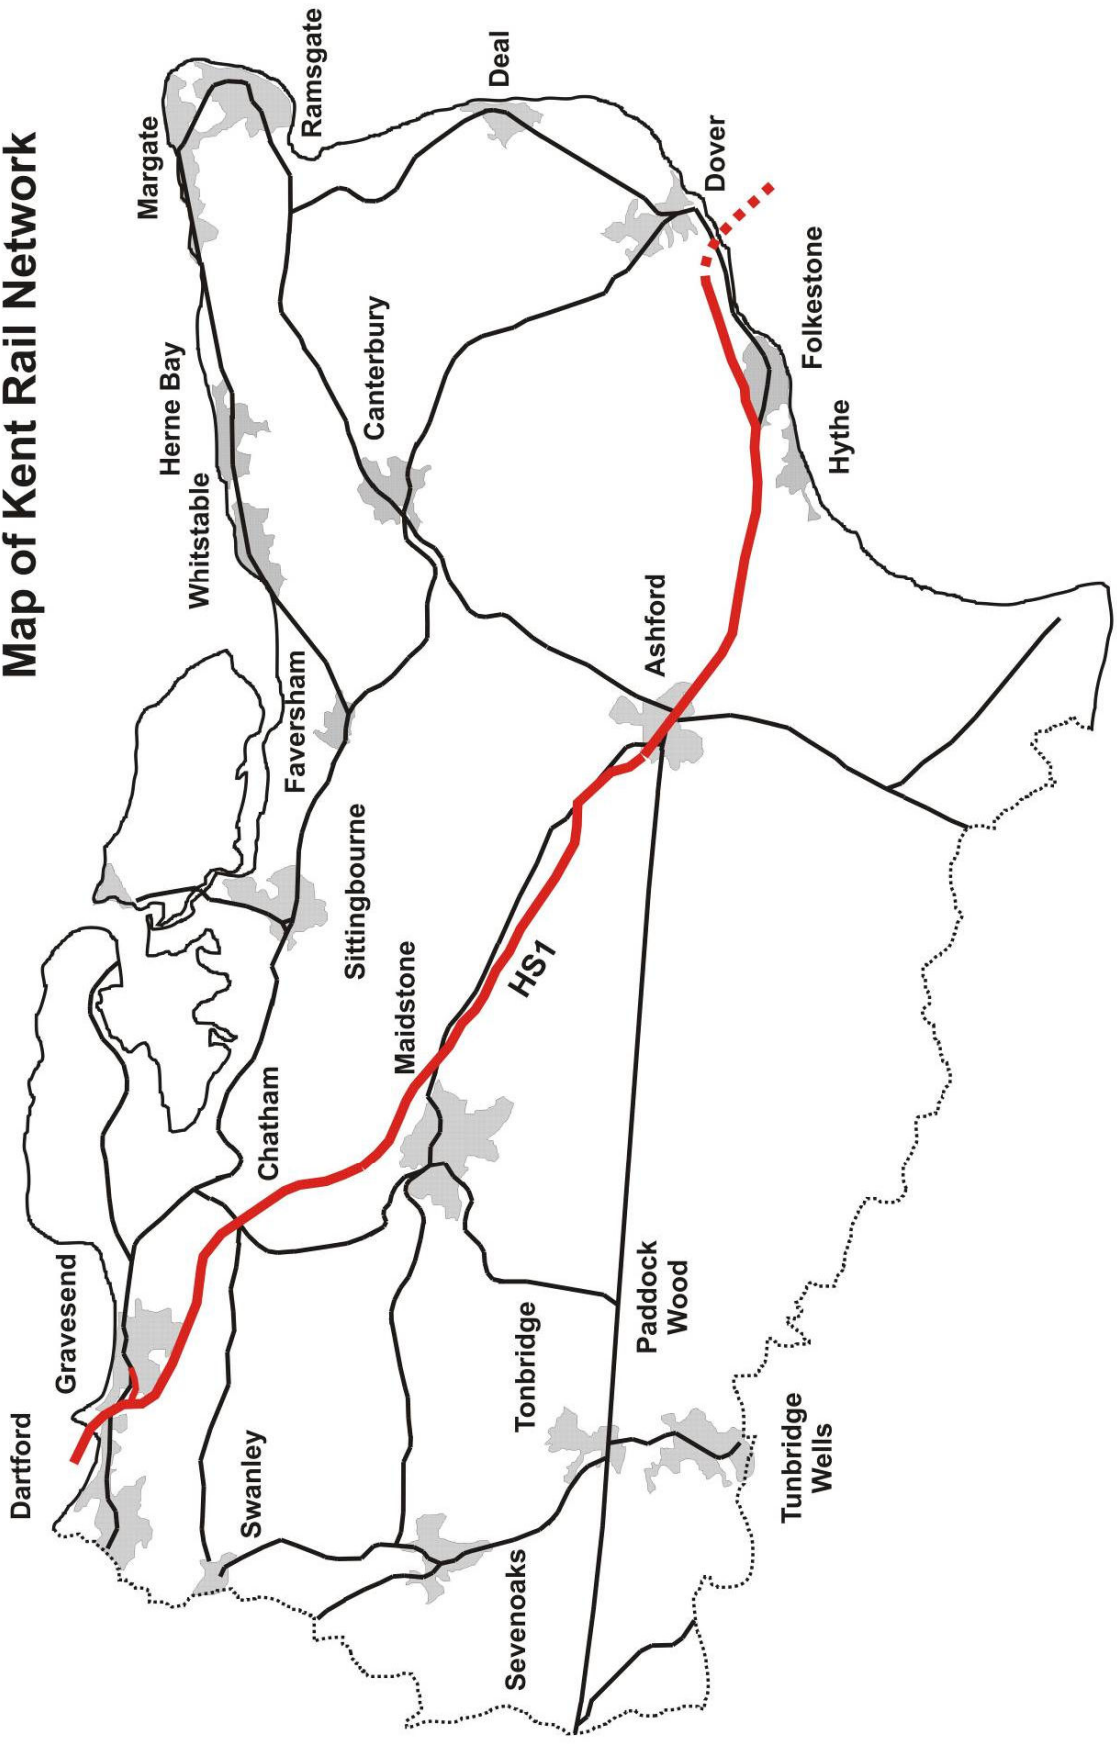 Map of Kent Rail Network
Dartford
Gravesend
Swanley
Chatham
Sittingbourne
Faversham
Whitstable
Herne Bay
Margate
Ramsgate
Canterbury
Deal
Dover
Folkestone
Hythe
Ashford
Maidstone
HS1
Sevenoaks
Tonbridge
Paddock
Wood
Tunbridge
Wells